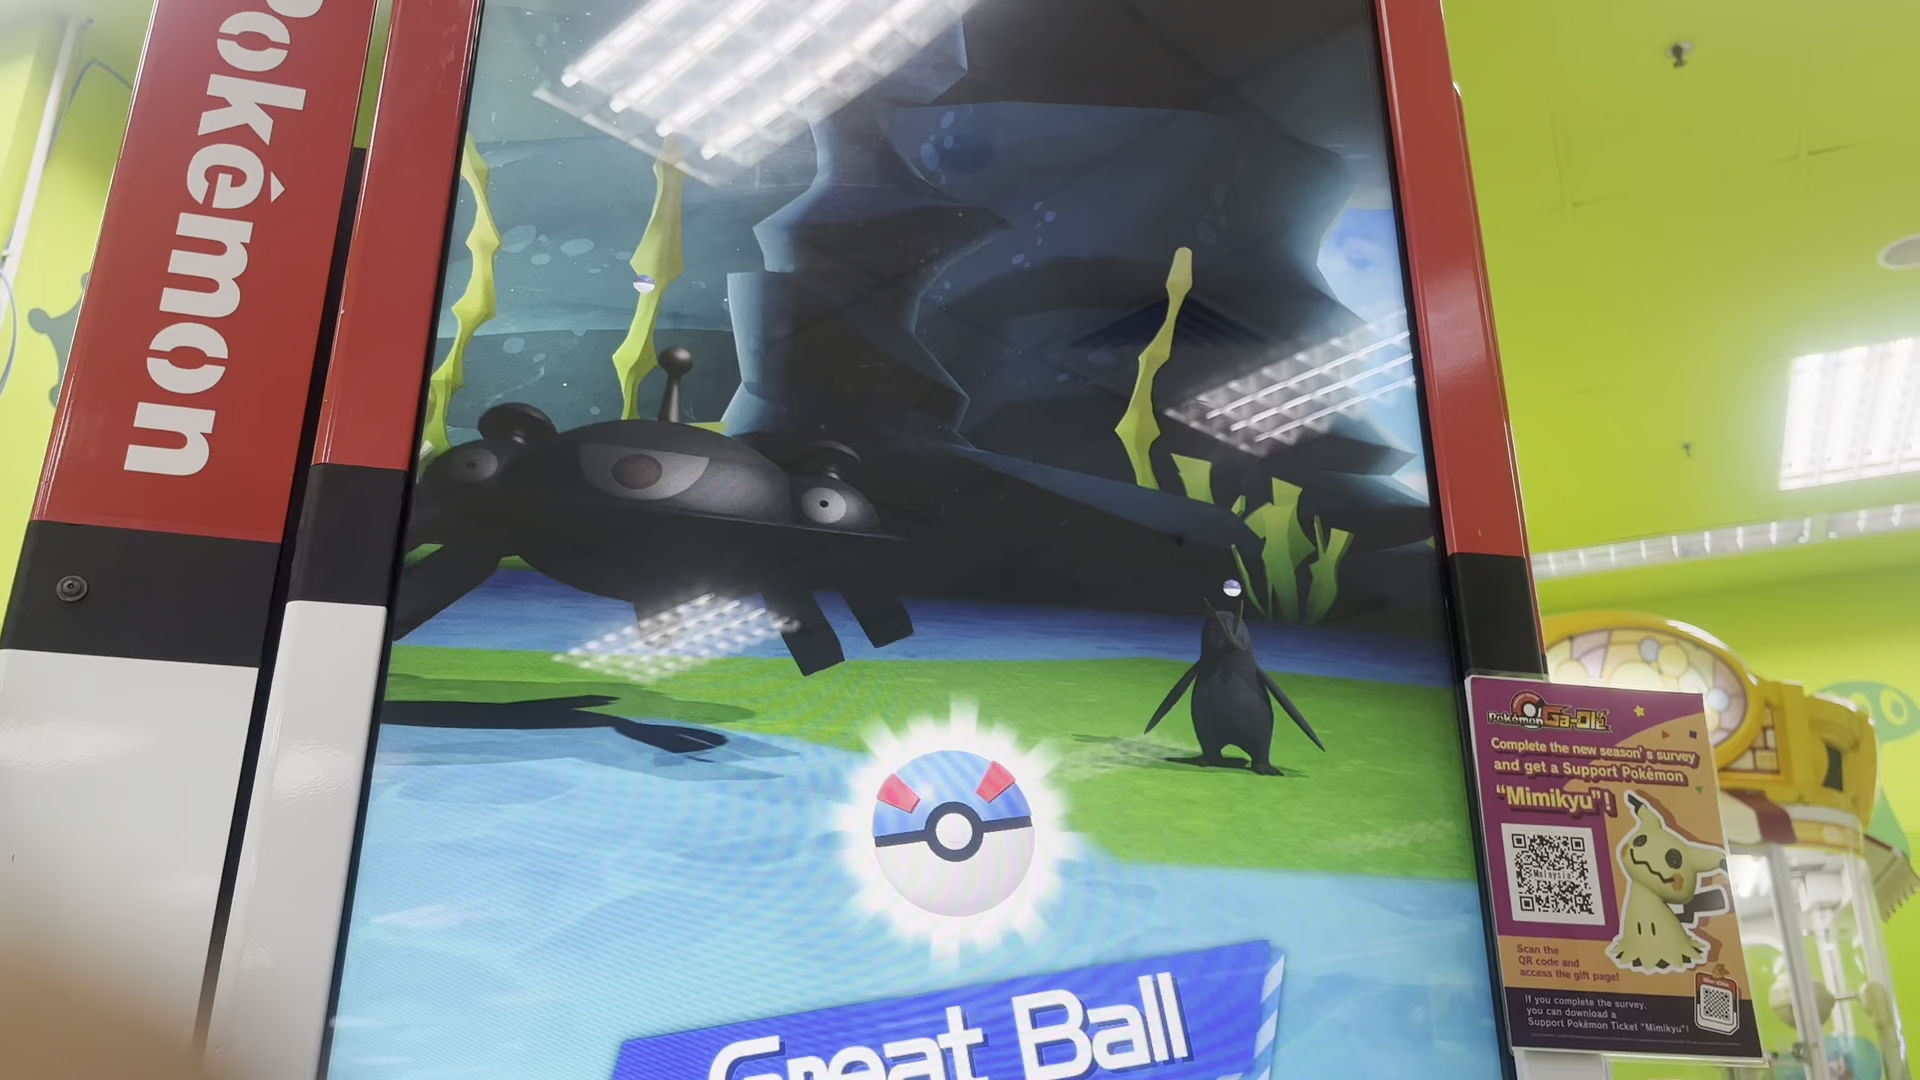 Pokémon
Great Ball
Pokémon Ga-Olé
Complete the new season's survey
and get a Support Pokémon
"Mimikyu"!
Malaysia
Scan the
QR code and
access the gift page!
If you complete the survey,
you can download a
Support Pokémon Ticket "Mimikyu"!